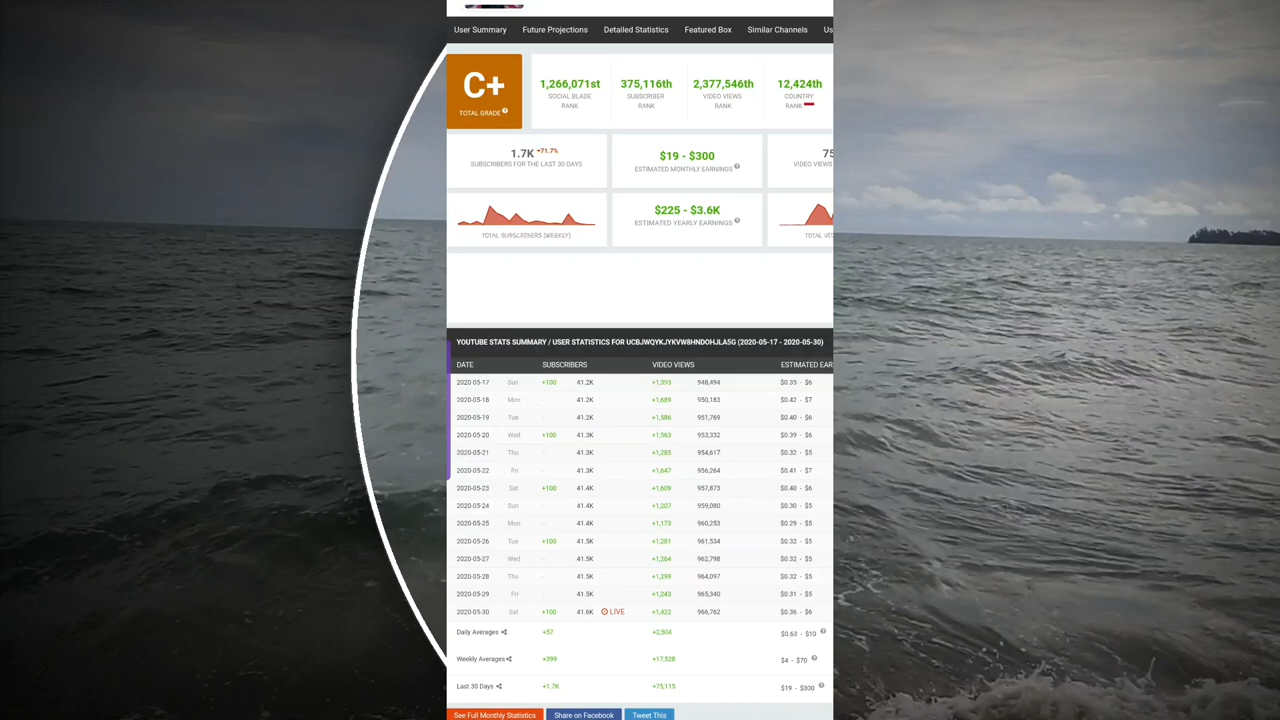 User Summary Future Projections Detailed Statistics Featured Box Similar Channels Us
C+
TOTAL GRADE
1,266,071st 375,116th 2,377,546th 12,424th
SOCIAL BLADE RANK SUBSCRIBER RANK VIDEO VIEWS RANK COUNTRY RANK
1.7K -71.7%
SUBSCRIBERS FOR THE LAST 30 DAYS
$19 - $300
ESTIMATED MONTHLY EARNINGS
75
VIDEO VIEWS
TOTAL SUBSCRIBERS (WEEKLY)
$225 - $3.6K
ESTIMATED YEARLY EARNINGS
YOUTUBE STATS SUMMARY / USER STATISTICS FOR UCBJWQYKJYKVW8HNDOHJLA5G (2020-05-17 - 2020-05-30)
DATE SUBSCRIBERS VIDEO VIEWS ESTIMATED EAR
2020-05-17 Sun +100 41.2K +1,393 948,494 $0.35 - $6
2020-05-18 Mon -- 41.2K +1,689 950,183 $0.42 - $7
2020-05-19 Tue -- 41.2K +1,586 951,769 $0.40 - $6
2020-05-20 Wed +100 41.3K +1,563 953,332 $0.39 - $6
2020-05-21 Thu -- 41.3K +1,285 954,617 $0.32 - $5
2020-05-22 Fri -- 41.3K +1,647 956,264 $0.41 - $7
2020-05-23 Sat +100 41.4K +1,609 957,873 $0.40 - $6
2020-05-24 Sun -- 41.4K +1,207 959,080 $0.30 - $5
2020-05-25 Mon -- 41.4K +1,173 960,253 $0.29 - $5
2020-05-26 Tue +100 41.5K +1,281 961,534 $0.32 - $5
2020-05-27 Wed -- 41.5K +1,264 962,798 $0.32 - $5
2020-05-28 Thu -- 41.5K +1,299 964,097 $0.32 - $5
2020-05-29 Fri -- 41.5K +1,243 965,340 $0.31 - $5
2020-05-30 Sat +100 41.6K LIVE +1,422 966,762 $0.36 - $6
Daily Averages +57 +2,504 $0.63 - $10
Weekly Averages +399 +17,528 $4 - $70
Last 30 Days +1.7K +75,115 $19 - $300
See Full Monthly Statistics Share on Facebook Tweet This